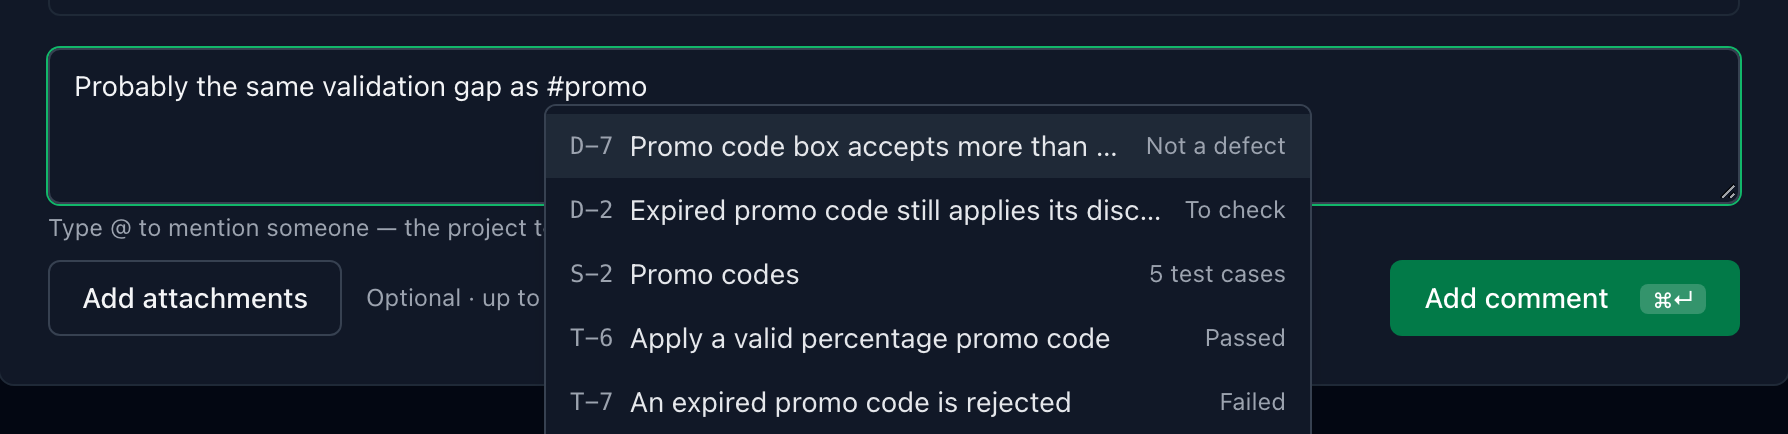 Probably the same validation gap as #promo
D–7 Promo code box accepts more than ... Not a defect
D–2 Expired promo code still applies its disc... To check
S–2 Promo codes 5 test cases
T–6 Apply a valid percentage promo code Passed
T–7 An expired promo code is rejected Failed
Type @ to mention someone — the project
Add attachments
Optional · up to
Add comment ⌘↵